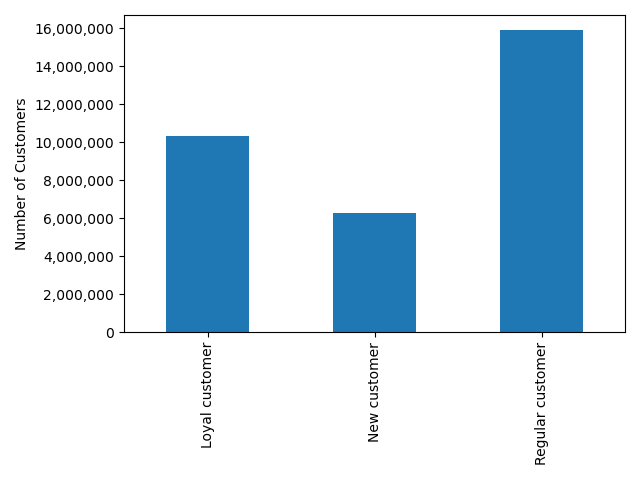 16,000,000
14,000,000
12,000,000
10,000,000
8,000,000
6,000,000
4,000,000
2,000,000
0
Number of Customers
Loyal customer
New customer
Regular customer